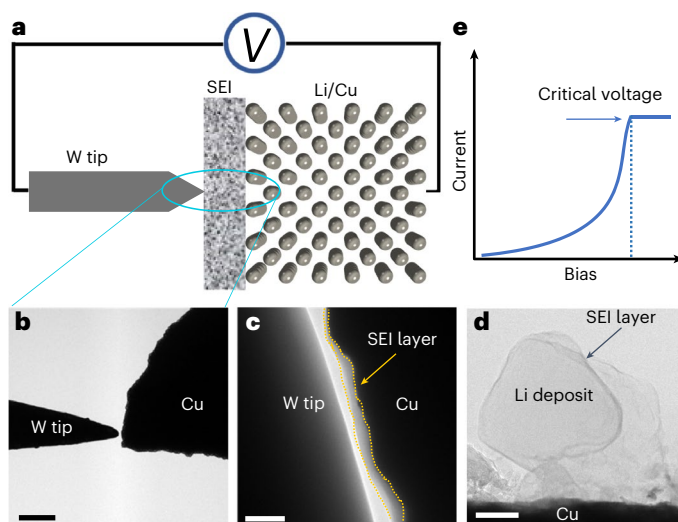 a
V
SEI
Li/Cu
W tip
e
Critical voltage
Current
Bias
b
W tip
Cu
c
SEI layer
W tip
Cu
d
SEI layer
Li deposit
Cu